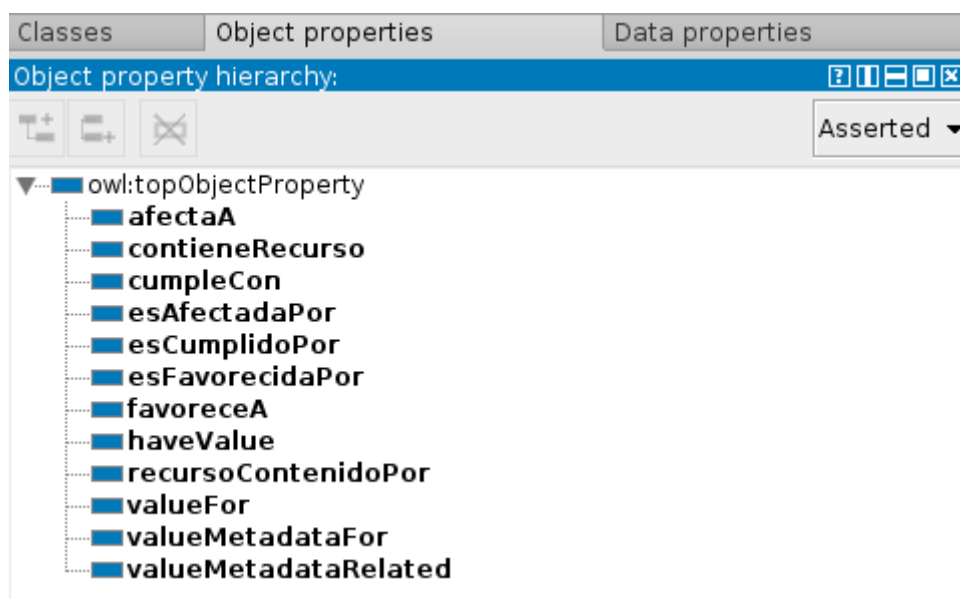 Classes Object properties Data properties
Object property hierarchy:
Asserted
owl:topObjectProperty
afectaA
contieneRecurso
cumpleCon
esAfectadaPor
esCumplidoPor
esFavorecidaPor
favoreceA
haveValue
recursoContenidoPor
valueFor
valueMetadataFor
valueMetadataRelated